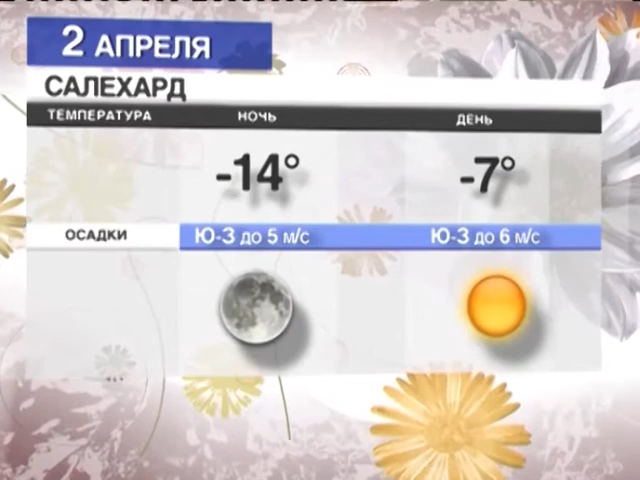 2 АПРЕЛЯ
САЛЕХАРД
ТЕМПЕРАТУРА НОЧЬ ДЕНЬ
-14° -7°
ОСАДКИ Ю-З ДО 5 М/С Ю-З ДО 6 М/С